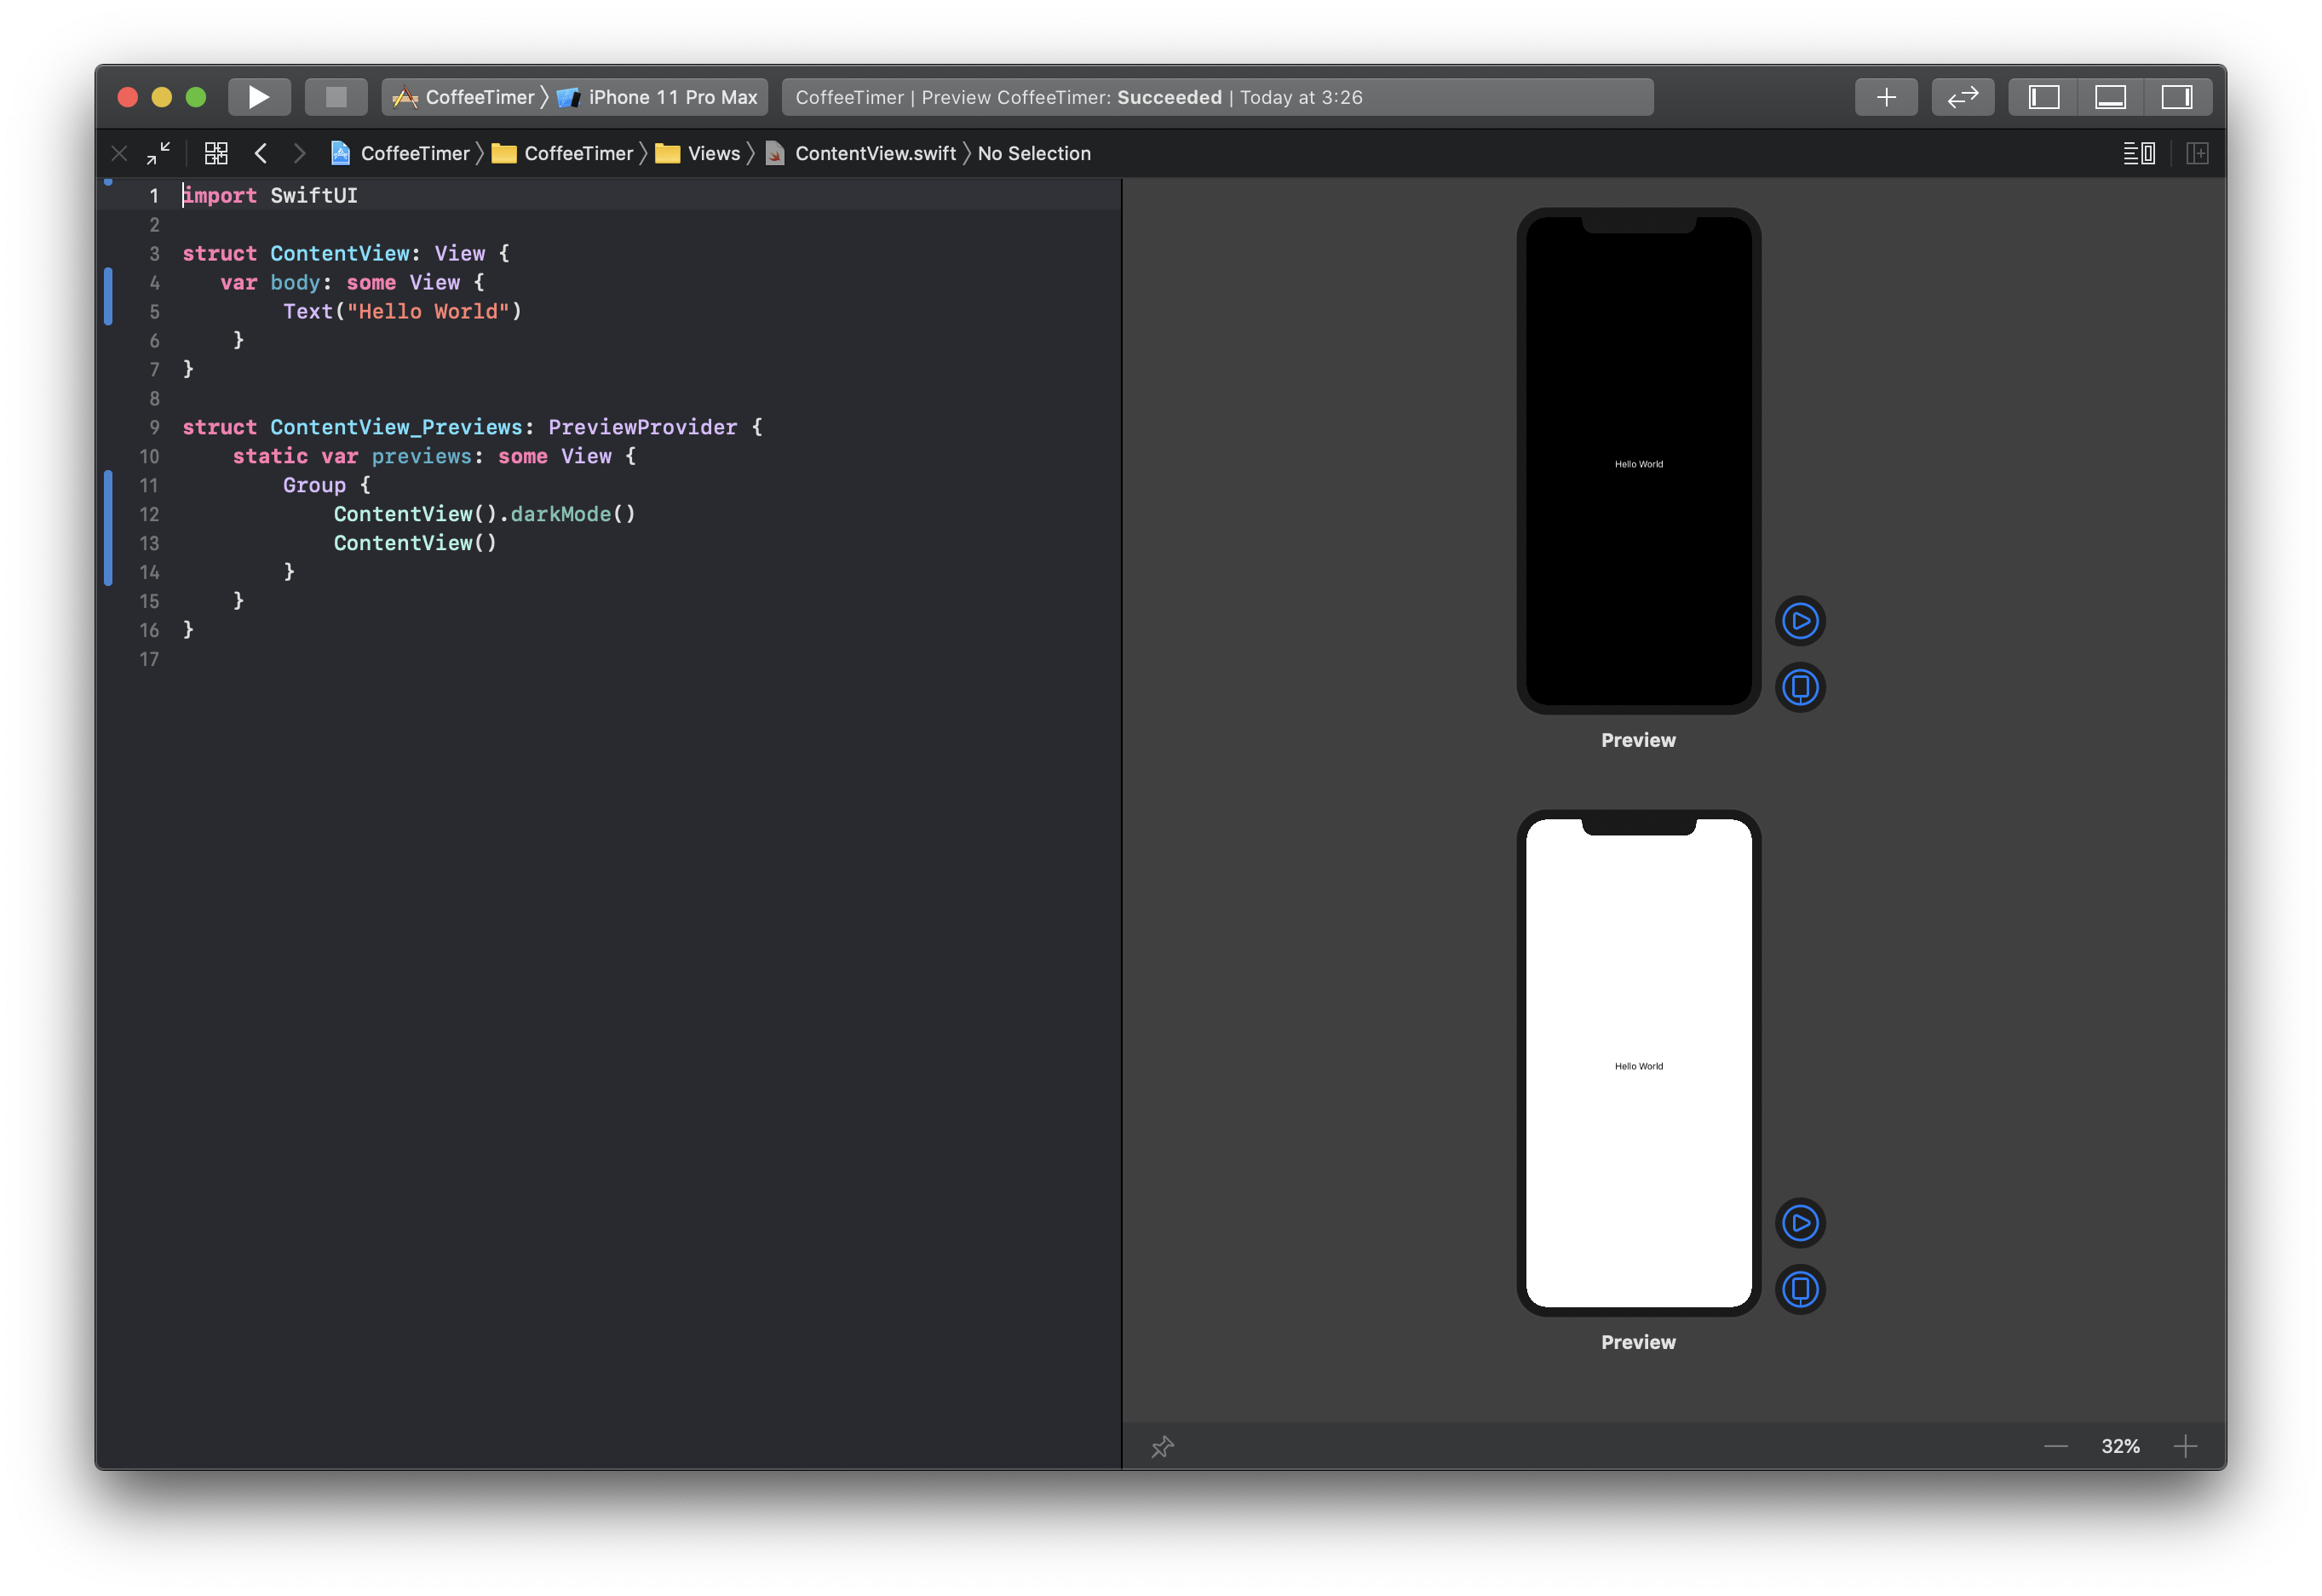 CoffeeTimer iPhone 11 Pro Max CoffeeTimer | Preview CoffeeTimer: Succeeded | Today at 3:26
CoffeeTimer CoffeeTimer Views ContentView.swift No Selection
1 import SwiftUI
2
3 struct ContentView: View {
4 var body: some View {
5 Text("Hello World")
6 }
7 }
8
9 struct ContentView_Previews: PreviewProvider {
10 static var previews: some View {
11 Group {
12 ContentView().darkMode()
13 ContentView()
14 }
15 }
16 }
17
Hello World
Preview
Hello World
Preview
32%